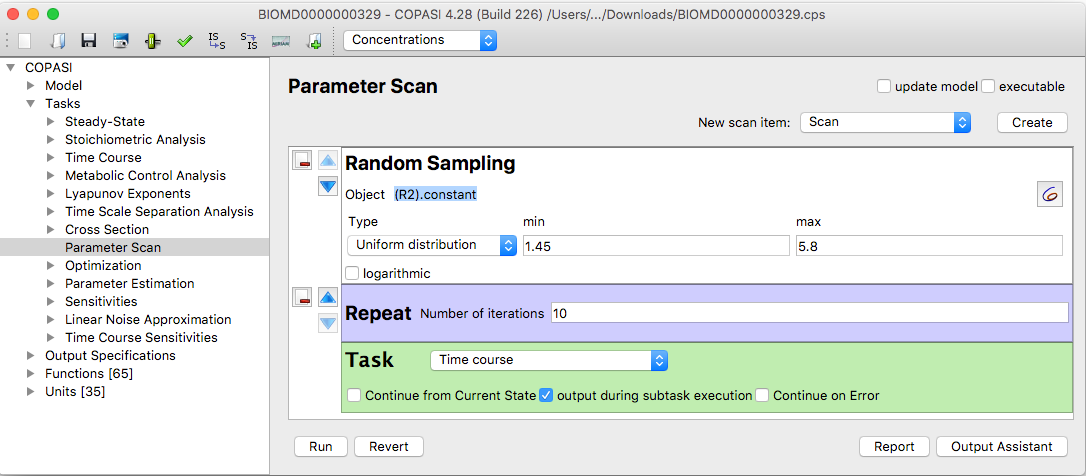 BIOMD0000000329 - COPASI 4.28 (Build 226) /Users/.../Downloads/BIOMD0000000329.cps
IS
S
S
IS
MIRIAM
Concentrations
COPASI
Model
Tasks
Steady-State
Stoichiometric Analysis
Time Course
Metabolic Control Analysis
Lyapunov Exponents
Time Scale Separation Analysis
Cross Section
Parameter Scan
Optimization
Parameter Estimation
Sensitivities
Linear Noise Approximation
Time Course Sensitivities
Output Specifications
Functions [65]
Units [35]
Parameter Scan
update model executable
New scan item: Scan Create
Random Sampling
Object (R2).constant
Type min max
Uniform distribution 1.45 5.8
logarithmic
Repeat Number of iterations 10
Task Time course
Continue from Current State output during subtask execution Continue on Error
Run Revert Report Output Assistant